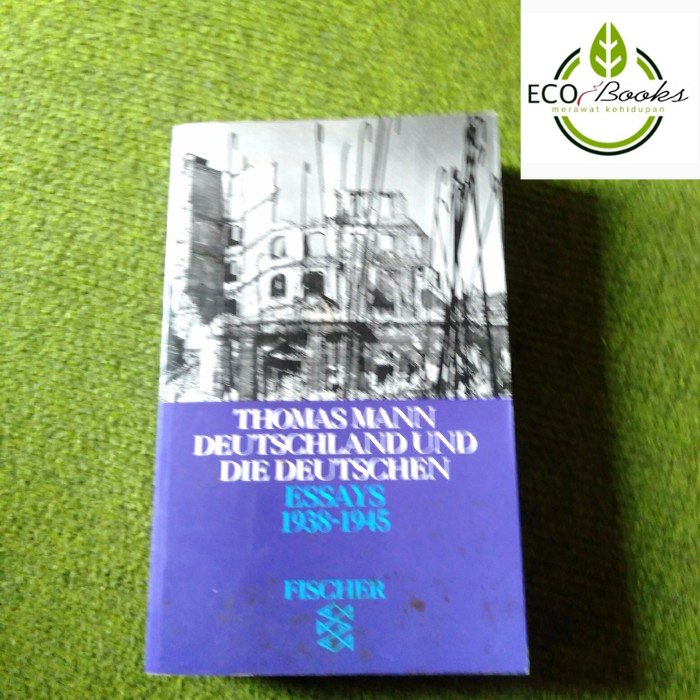 ECO Books
merawat kehidupan
THOMAS MANN
DEUTSCHLAND UND
DIE DEUTSCHEN
ESSAYS
1938-1945
FISCHER